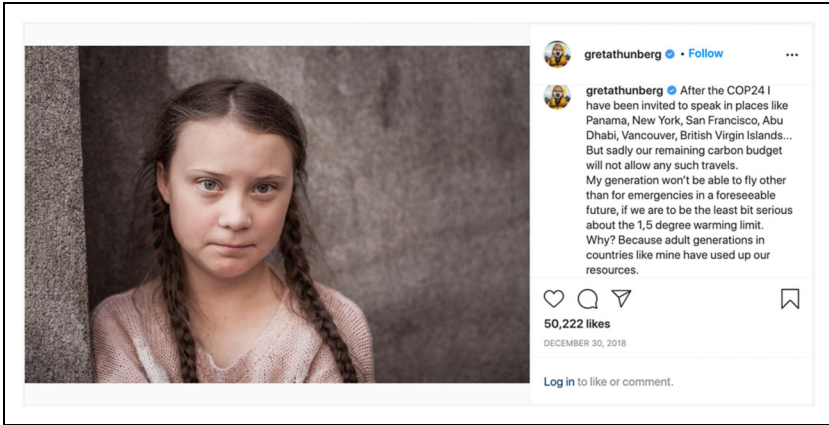 gretathunberg • Follow
gretathunberg After the COP24 I
have been invited to speak in places like
Panama, New York, San Francisco, Abu
Dhabi, Vancouver, British Virgin Islands...
But sadly our remaining carbon budget
will not allow any such travels.
My generation won't be able to fly other
than for emergencies in a foreseeable
future, if we are to be the least bit serious
about the 1,5 degree warming limit.
Why? Because adult generations in
countries like mine have used up our
resources.
50,222 likes
DECEMBER 30, 2018
Log in to like or comment.